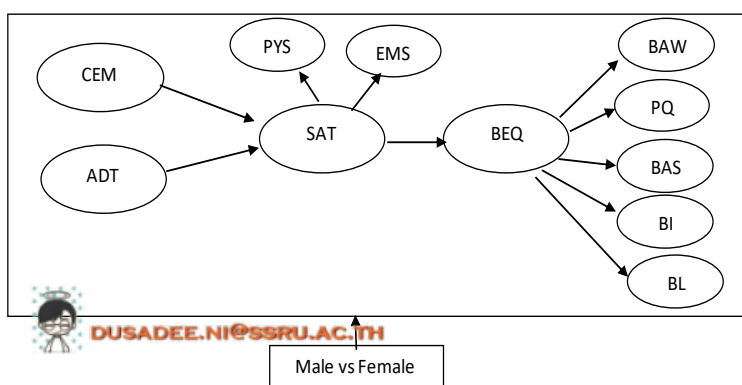 PYS
EMS
BAW
CEM
PQ
SAT
BEQ
BAS
ADT
BI
BL
DUSADEE.NI@SSRU.AC.TH
Male vs Female